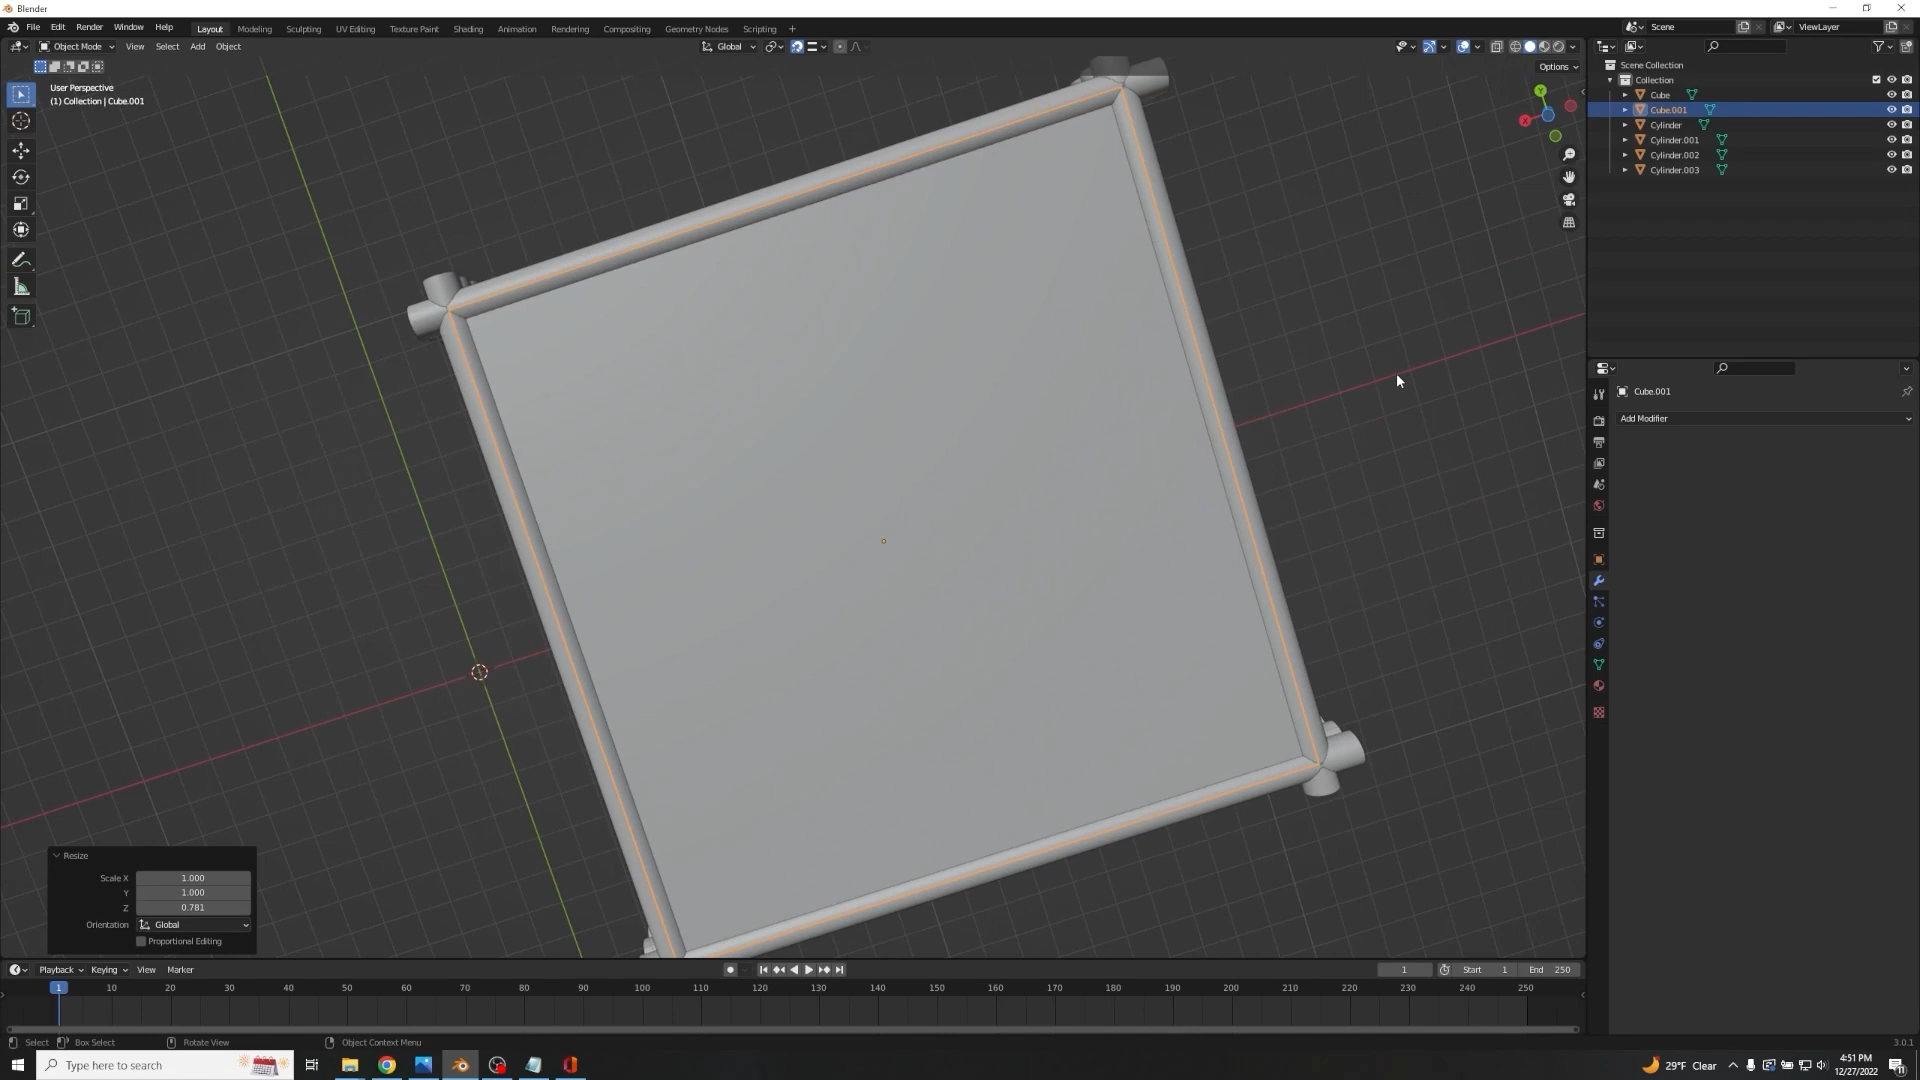 Blender
File Edit Render Window Help Layout Modeling Sculpting UV Editing Texture Paint Shading Animation Rendering Compositing Geometry Nodes Scripting + Scene ViewLayer
Object Mode View Select Add Object Global
Options
User Perspective
(1) Collection | Cube.001
Scene Collection
Collection
Cube
Cube.001
Cylinder
Cylinder.001
Cylinder.002
Cylinder.003
Y
X
Cube.001
Add Modifier
Resize
Scale X 1.000
Y 1.000
Z 0.781
Orientation Global
Proportional Editing
Playback Keying View Marker 1 Start 1 End 250
1 10 20 30 40 50 60 70 80 90 100 110 120 130 140 150 160 170 180 190 200 210 220 230 240 250
Select Box Select Rotate View Object Context Menu 3.0.1
Type here to search
29°F Clear
4:51 PM
12/27/2022
11